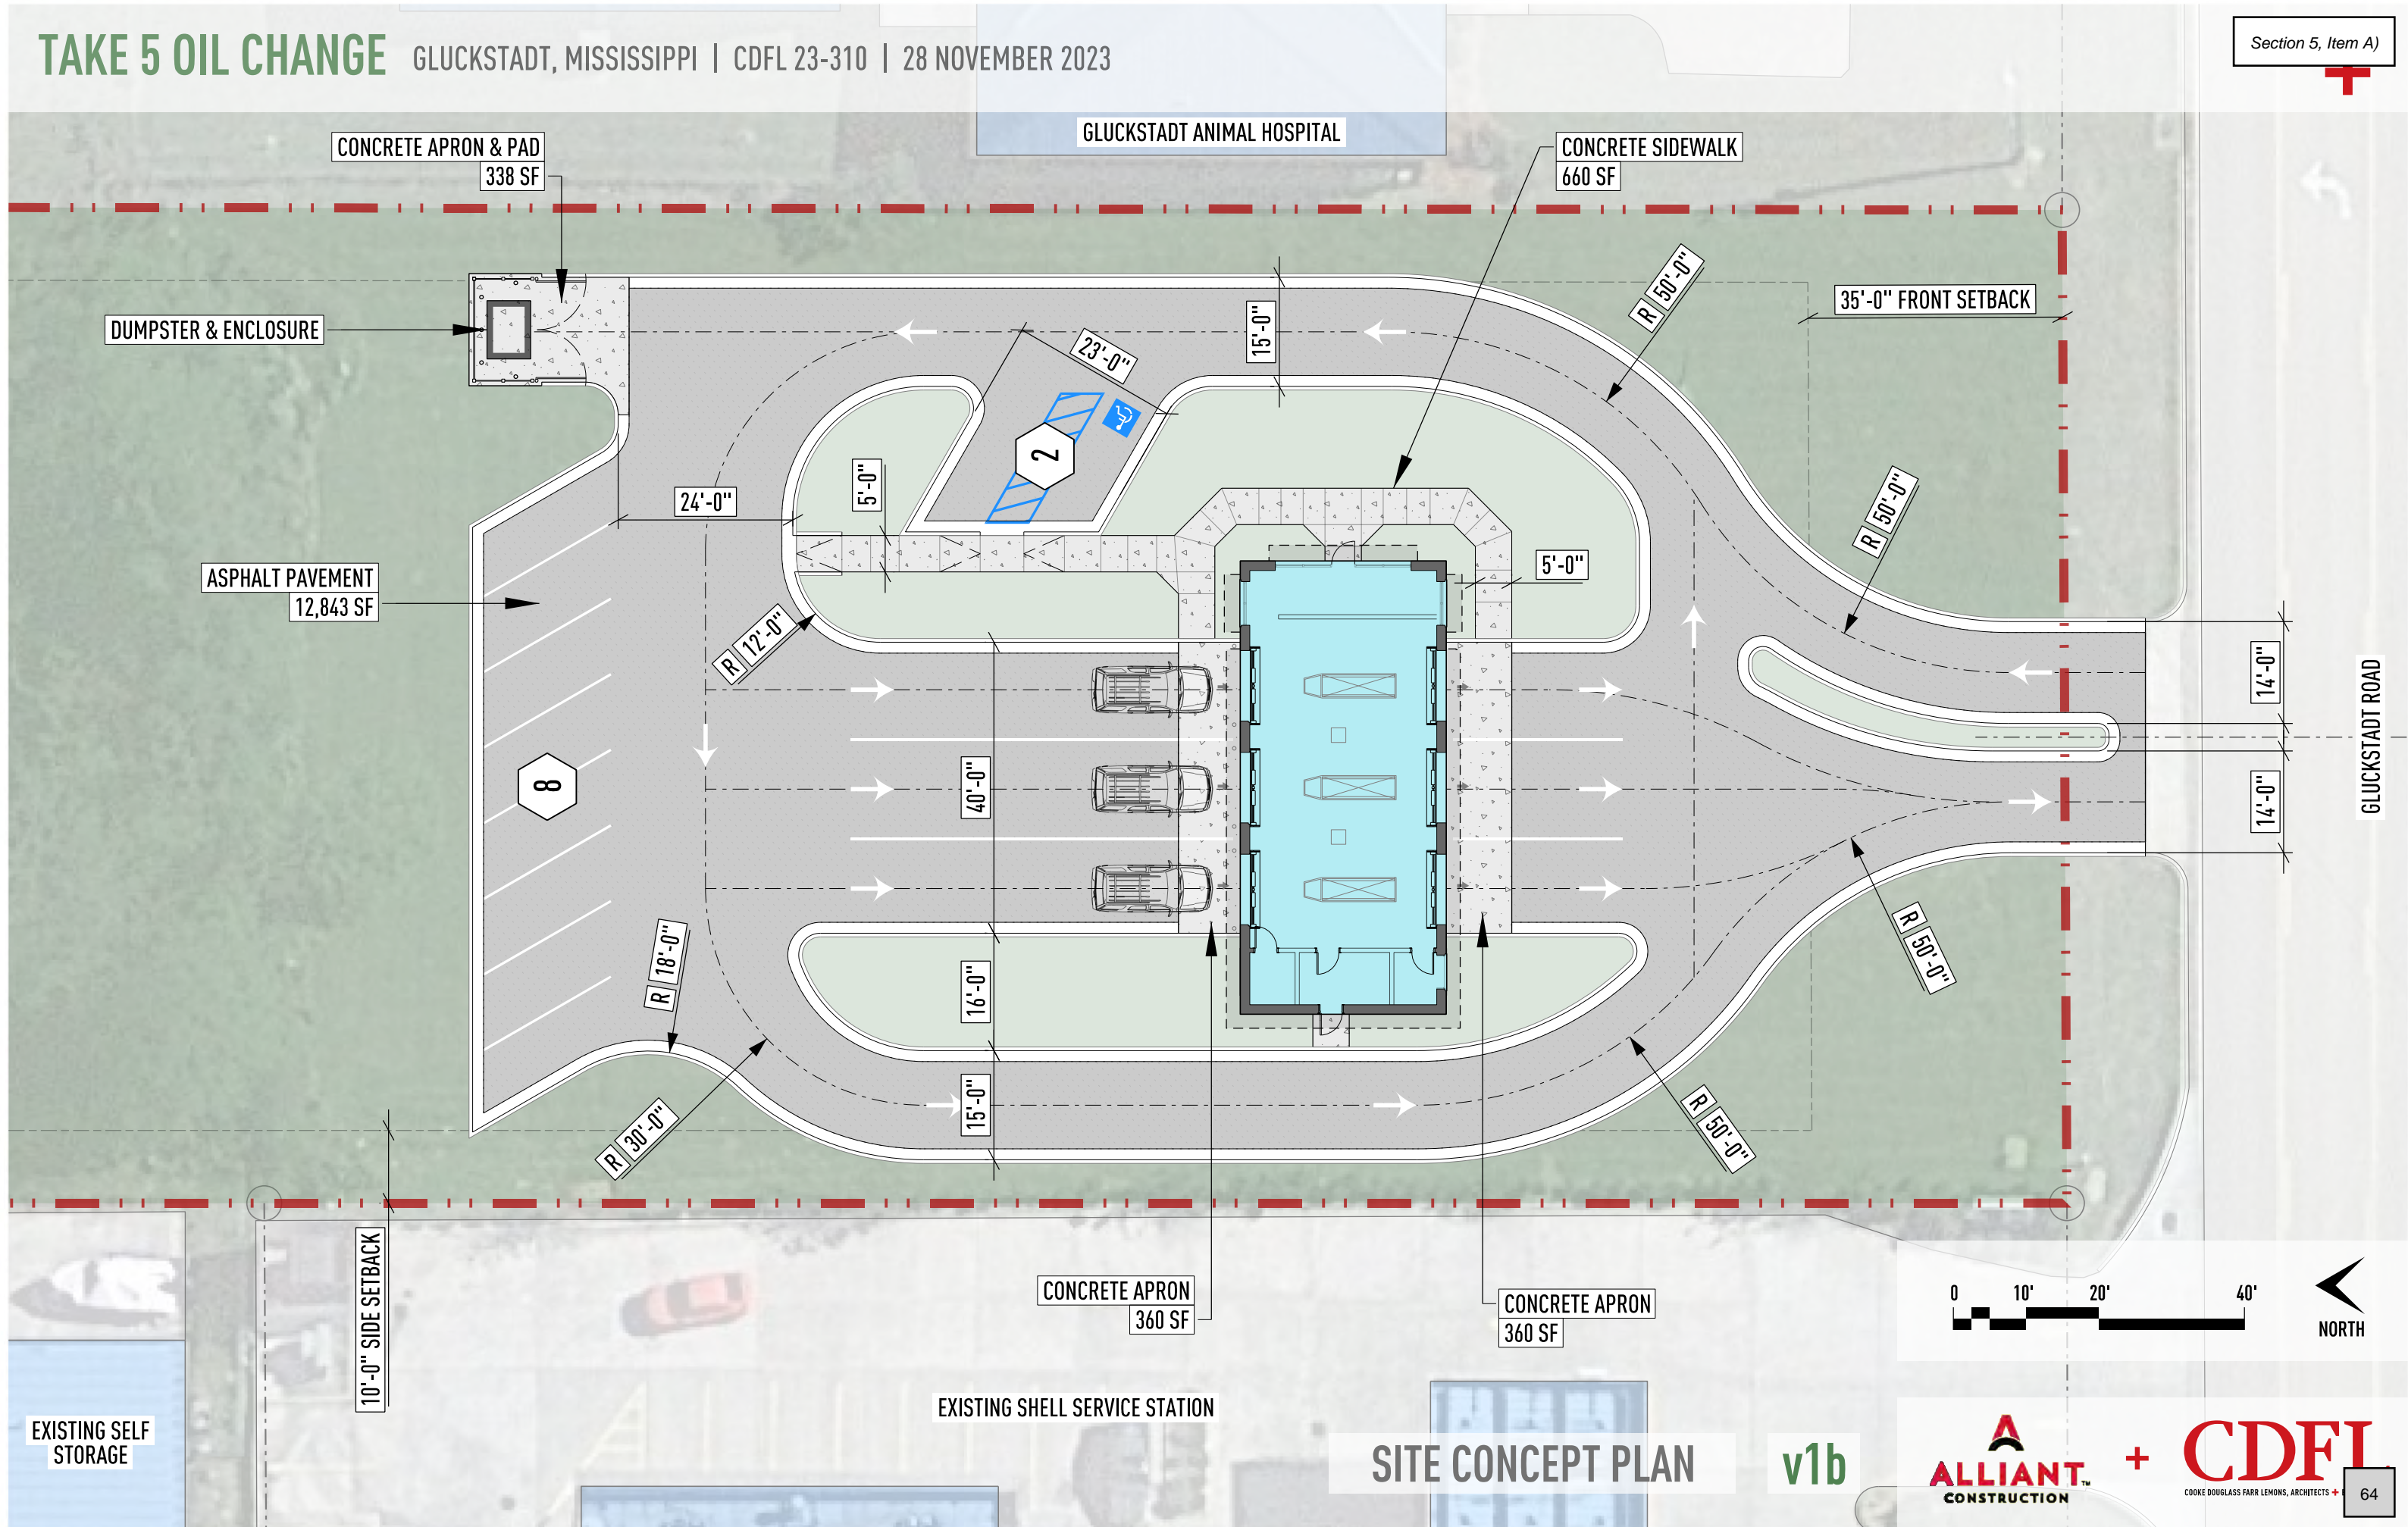 TAKE 5 OIL CHANGE GLUCKSTADT, MISSISSIPPI | CDFL 23-310 | 28 NOVEMBER 2023
Section 5, Item A)
GLUCKSTADT ANIMAL HOSPITAL
CONCRETE APRON & PAD
338 SF
CONCRETE SIDEWALK
660 SF
DUMPSTER & ENCLOSURE
35'-0" FRONT SETBACK
R 50'-0"
15'-0"
23'-0"
2
24'-0"
5'-0"
R 50'-0"
5'-0"
ASPHALT PAVEMENT
12,843 SF
R 12'-0"
14'-0"
GLUCKSTADT ROAD
8
40'-0"
14'-0"
R 18'-0"
16'-0"
R 50'-0"
15'-0"
R 30'-0"
R 50'-0"
10'-0" SIDE SETBACK
CONCRETE APRON
360 SF
CONCRETE APRON
360 SF
0 10' 20' 40'
NORTH
EXISTING SELF
STORAGE
EXISTING SHELL SERVICE STATION
SITE CONCEPT PLAN v1b
ALLIANT™
CONSTRUCTION
+
CDFL
COOKE DOUGLASS FARR LEMONS, ARCHITECTS +
64